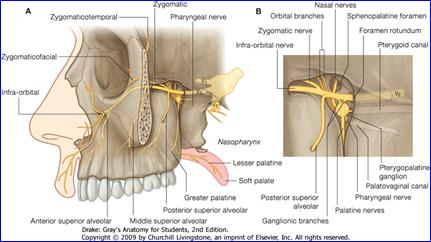 A
Zygomatic
Zygomaticotemporal
Pharyngeal nerve
Zygomaticofacial
Infra-orbital
V1
V2
V3
Nasopharynx
Lesser palatine
Soft palate
Greater palatine
Posterior superior alveolar
Anterior superior alveolar
Middle superior alveolar
B
Nasal nerves
Orbital branches
Sphenopalatine foramen
Zygomatic nerve
Foramen rotundum
Infra-orbital nerve
Pterygoid canal
V2
Pterygopalatine
ganglion
Palatovaginal canal
Posterior superior
alveolar
Pharyngeal nerve
Ganglionic branches
Palatine nerves
Drake: Gray's Anatomy for Students, 2nd Edition.
Copyright © 2009 by Churchill Livingstone, an imprint of Elsevier, Inc. All rights reserved.